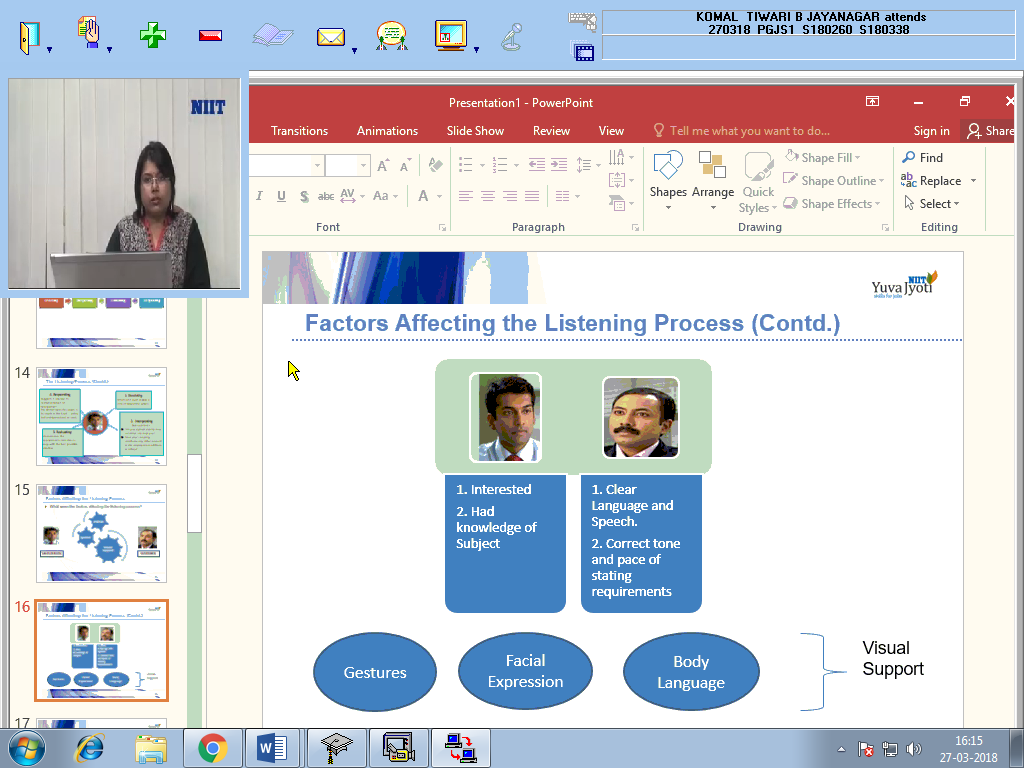 KOMAL TIWARI B JAYANAGAR attends
270318 PGJS1 S180260 S180338
NIIT
Presentation1 - PowerPoint
Transitions Animations Slide Show Review View Tell me what you want to do... Sign in Share
I U S abc AV Aa A
Font
Paragraph
Shapes Arrange Quick Styles
Shape Fill
Shape Outline
Shape Effects
Drawing
Find
Replace
Select
Editing
14
15
16
17
NIIT
Yuva Jyoti
skills for jobs
Factors Affecting the Listening Process (Contd.)
1. Interested
2. Had
knowledge of
Subject
1. Clear
Language and
Speech.
2. Correct tone
and pace of
stating
requirements
Gestures
Facial
Expression
Body
Language
Visual
Support
16:15
27-03-2018